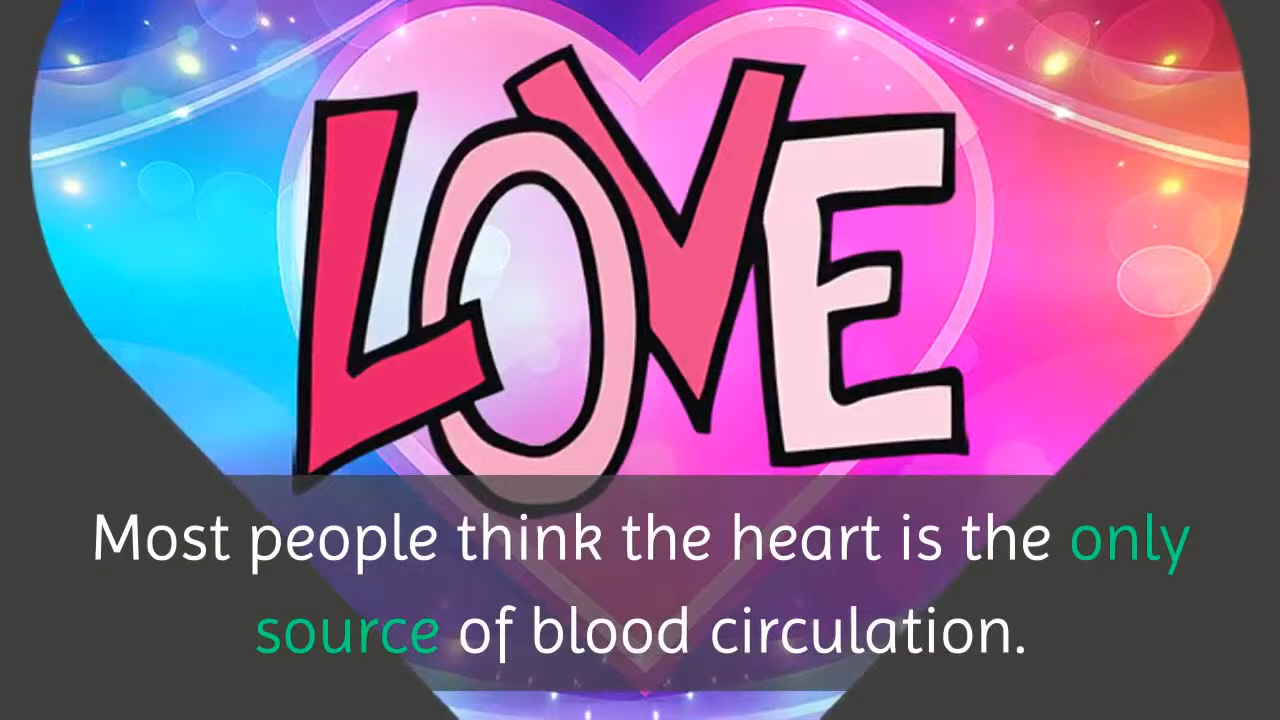 LOVE
Most people think the heart is the only
source of blood circulation.